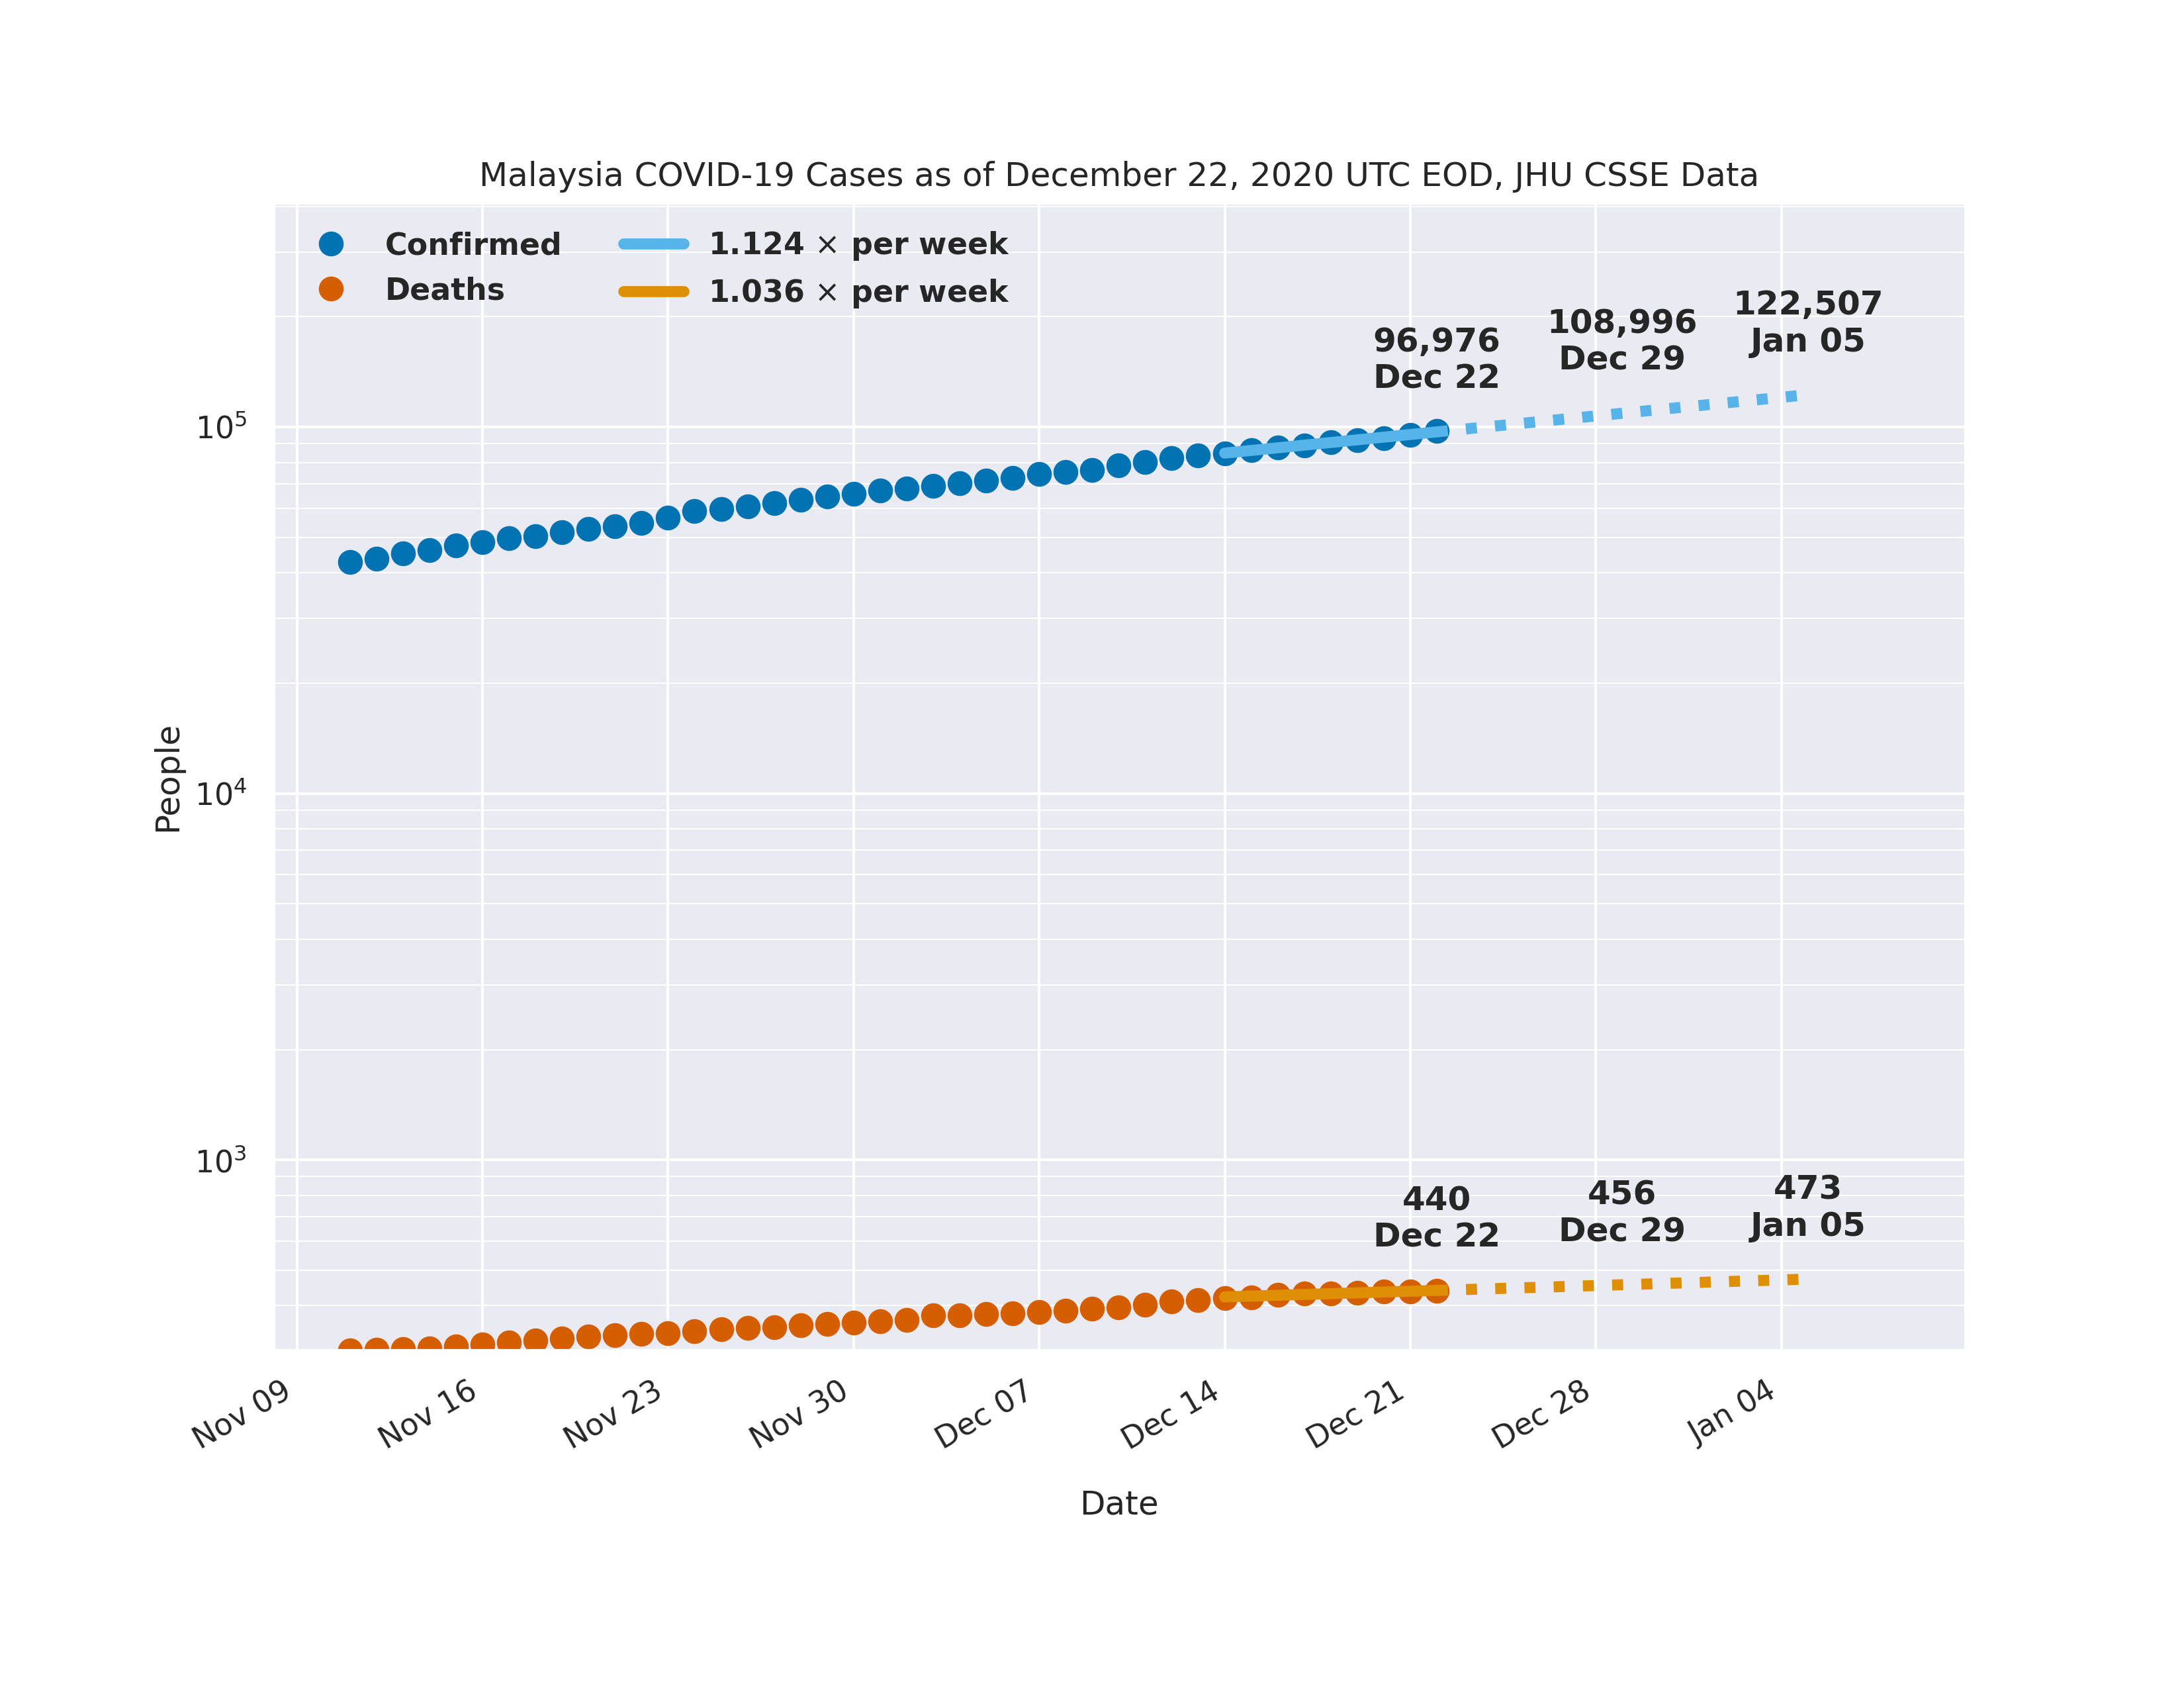 Malaysia COVID-19 Cases as of December 22, 2020 UTC EOD, JHU CSSE Data
Confirmed
Deaths
1.124 × per week
1.036 × per week
96,976
Dec 22
108,996
Dec 29
122,507
Jan 05
10⁵
10⁴
10³
People
440
Dec 22
456
Dec 29
473
Jan 05
Nov 09
Nov 16
Nov 23
Nov 30
Dec 07
Dec 14
Dec 21
Dec 28
Jan 04
Date